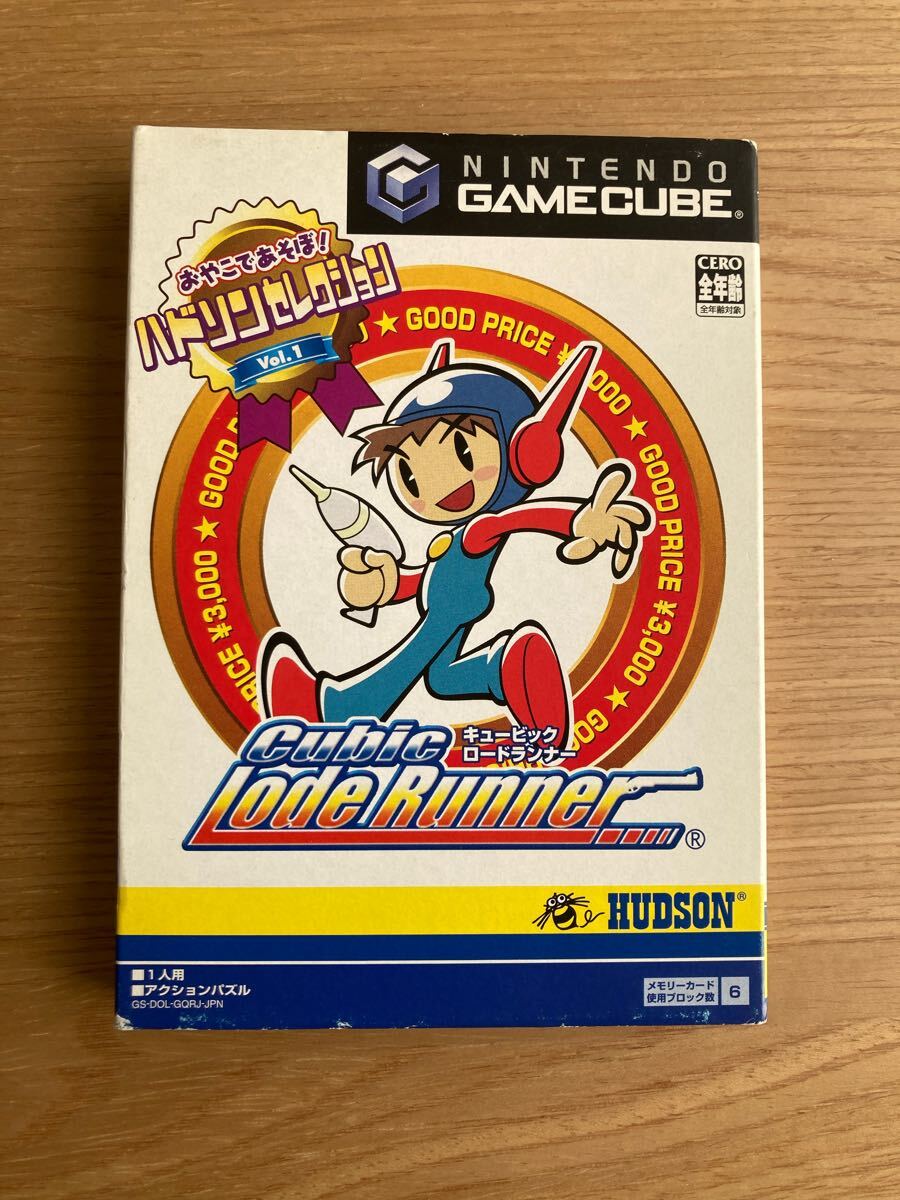 NINTENDO
GAMECUBE®
おやこであそぼ!
ハドソンセレクション
Vol.1
CERO
全年齢
全年齢対象
★ GOOD PRICE ¥3,000 ★ GOOD PRICE ¥3,000 ★
PRICE ¥3,000 ★ GOOD
Cubic
キュービック
ロードランナー
Lode Runner
®
HUDSON®
■1人用
■アクションパズル
GS-DOL-GQRJ-JPN
メモリーカード
使用ブロック数
6